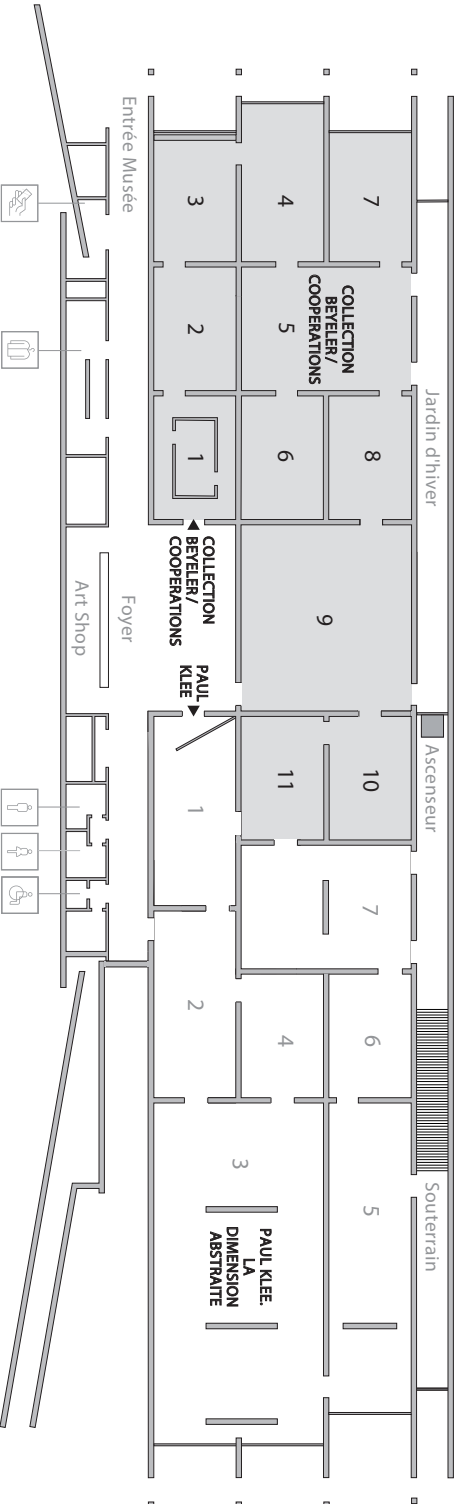 Jardin d'hiver
Ascenseur
Souterrain
7
8
10
7
6
5
COLLECTION
BEYELER/
COOPERATIONS
9
4
5
6
11
4
3
PAUL KLEE.
LA
DIMENSION
ABSTRAITE
3
2
1
COLLECTION
BEYELER/
COOPERATIONS
PAUL
KLEE
1
2
Entrée Musée
Foyer
Art Shop